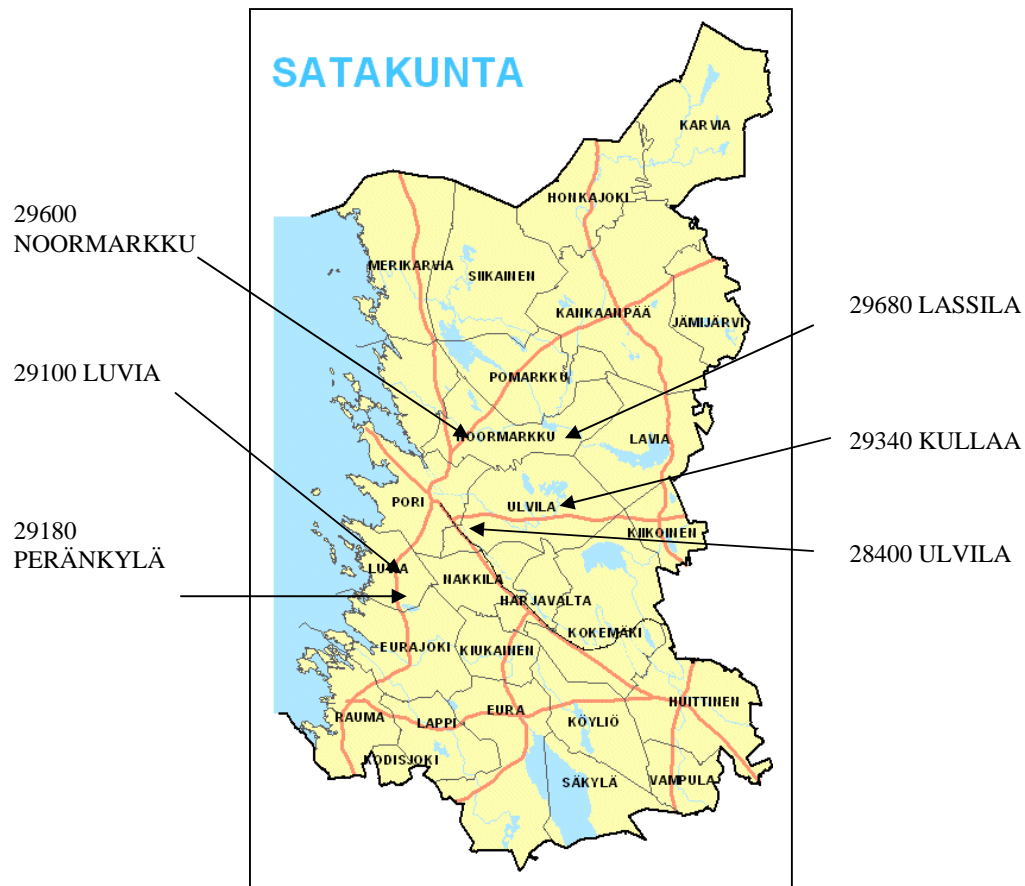 SATAKUNTA
KARVIA
HONKAJOKI
29600
NOORMARKKU
MERIKARVIA
SIIKAINEN
KANKAANPÄÄ
JÄMIJÄRVI
29680 LASSILA
29100 LUVIA
POMARKKU
NOORMARKKU
LAVIA
29340 KULLAA
PORI
ULVILA
KIIKOINEN
29180
PERÄNKYLÄ
28400 ULVILA
LUVIA
NAKKILA
HARJAVALTA
KOKEMÄKI
EURAJOKI
KIUKAINEN
HUITTINEN
RAUMA
LAPPI
EURA
KÖYLIÖ
KODISJOKI
SÄKYLÄ
VAMPULA